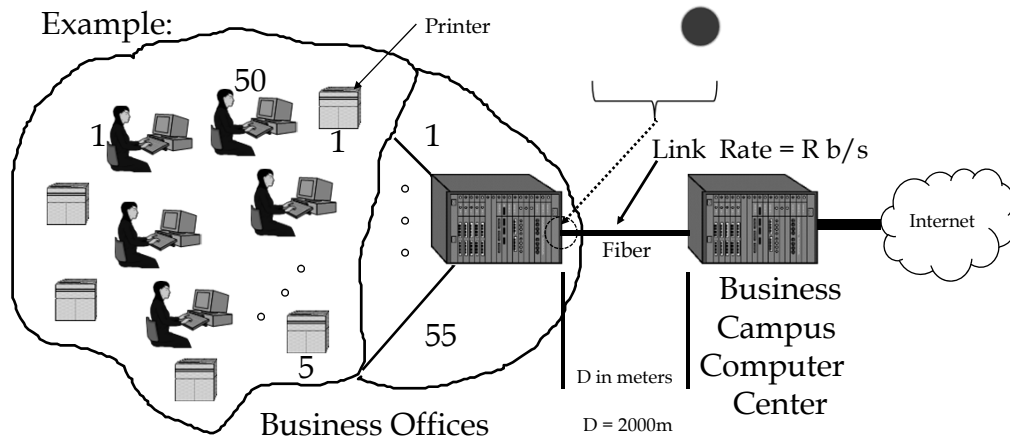 Example:
Printer
50
1
1
1
Link Rate = R b/s
Internet
Fiber
Business
Campus
Computer
Center
55
5
D in meters
D = 2000m
Business Offices